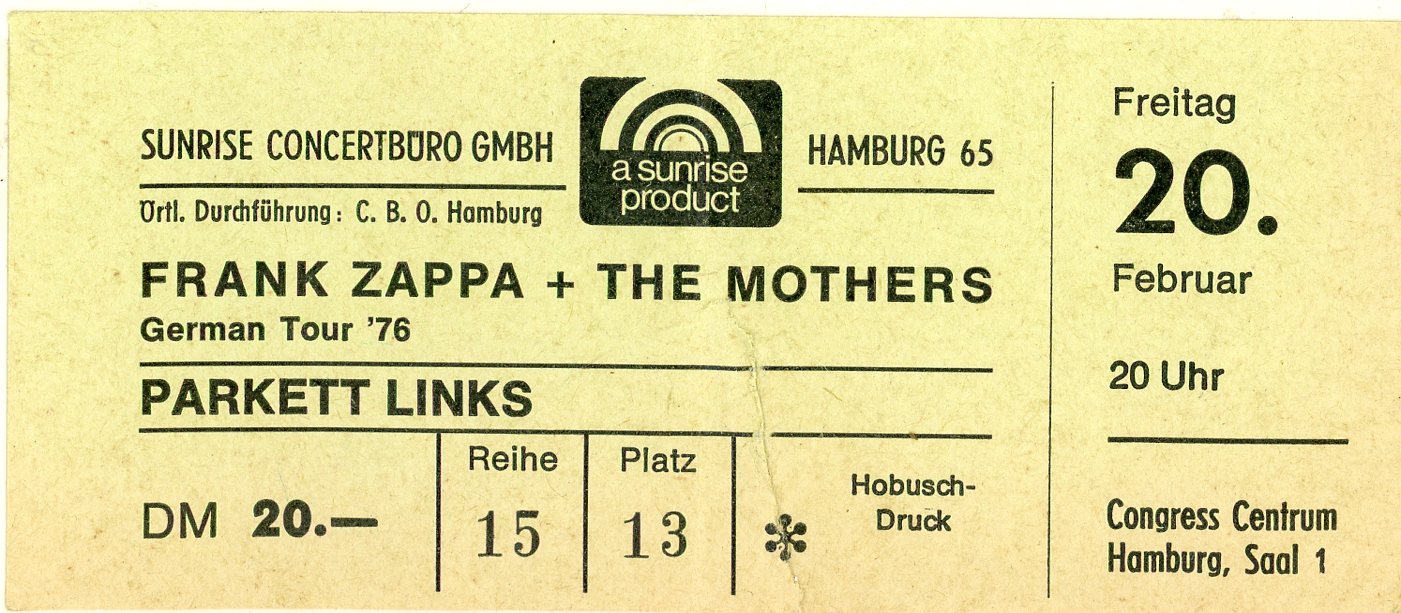 SUNRISE CONCERTBÜRO GMBH
a sunrise
product
HAMBURG 65
Örtl. Durchführung: C. B. O. Hamburg
FRANK ZAPPA + THE MOTHERS
German Tour '76
PARKETT LINKS
DM 20.—
Reihe
15
Platz
13
*
Hobusch-
Druck
Freitag
20.
Februar
20 Uhr
Congress Centrum
Hamburg, Saal 1